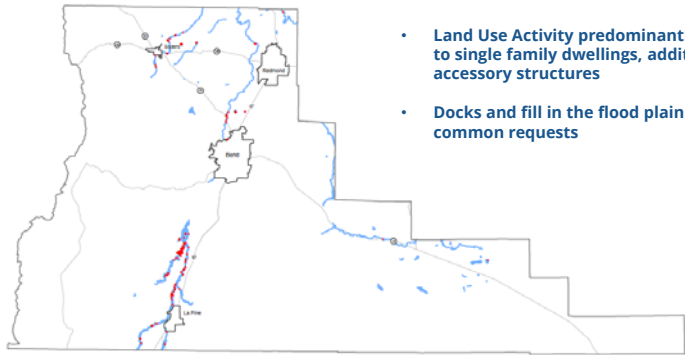 • Land Use Activity predominant
to single family dwellings, addit
accessory structures
• Docks and fill in the flood plain
common requests
Sisters
Redmond
Bend
La Pine